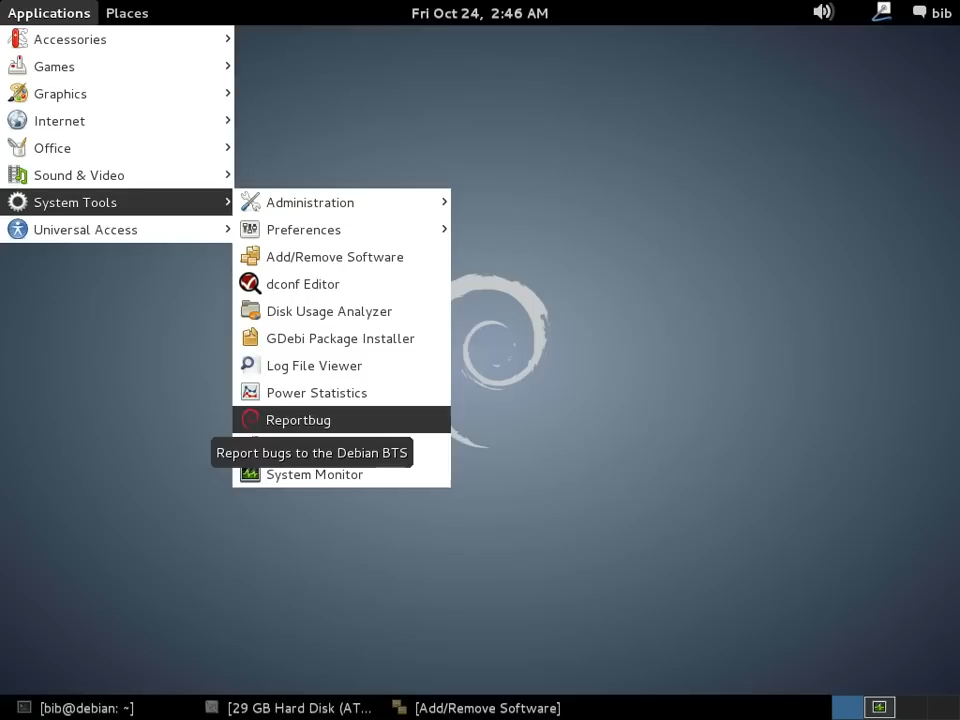 Applications Places Fri Oct 24, 2:46 AM bib
Accessories
Games
Graphics
Internet
Office
Sound & Video
System Tools
Universal Access
Administration
Preferences
Add/Remove Software
dconf Editor
Disk Usage Analyzer
GDebi Package Installer
Log File Viewer
Power Statistics
Reportbug
Report bugs to the Debian BTS
System Monitor
[bib@debian: ~] [29 GB Hard Disk (AT... [Add/Remove Software]